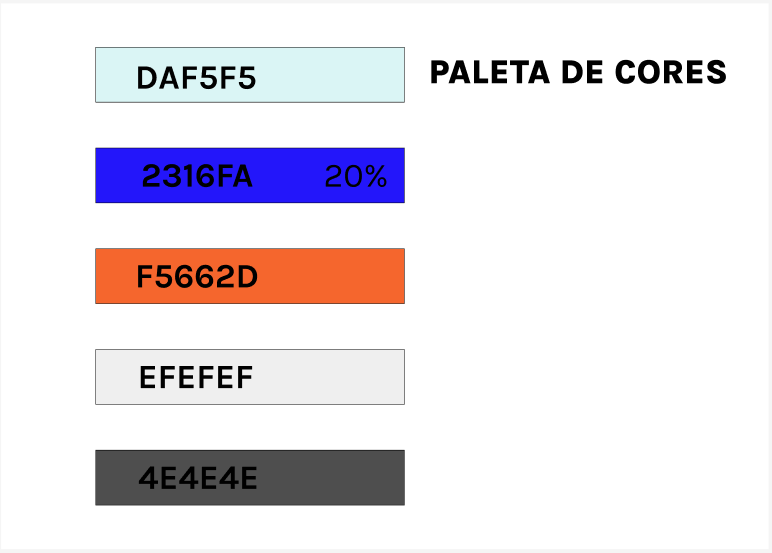 DAF5F5
PALETA DE CORES
2316FA 20%
F5662D
EFEFEF
4E4E4E